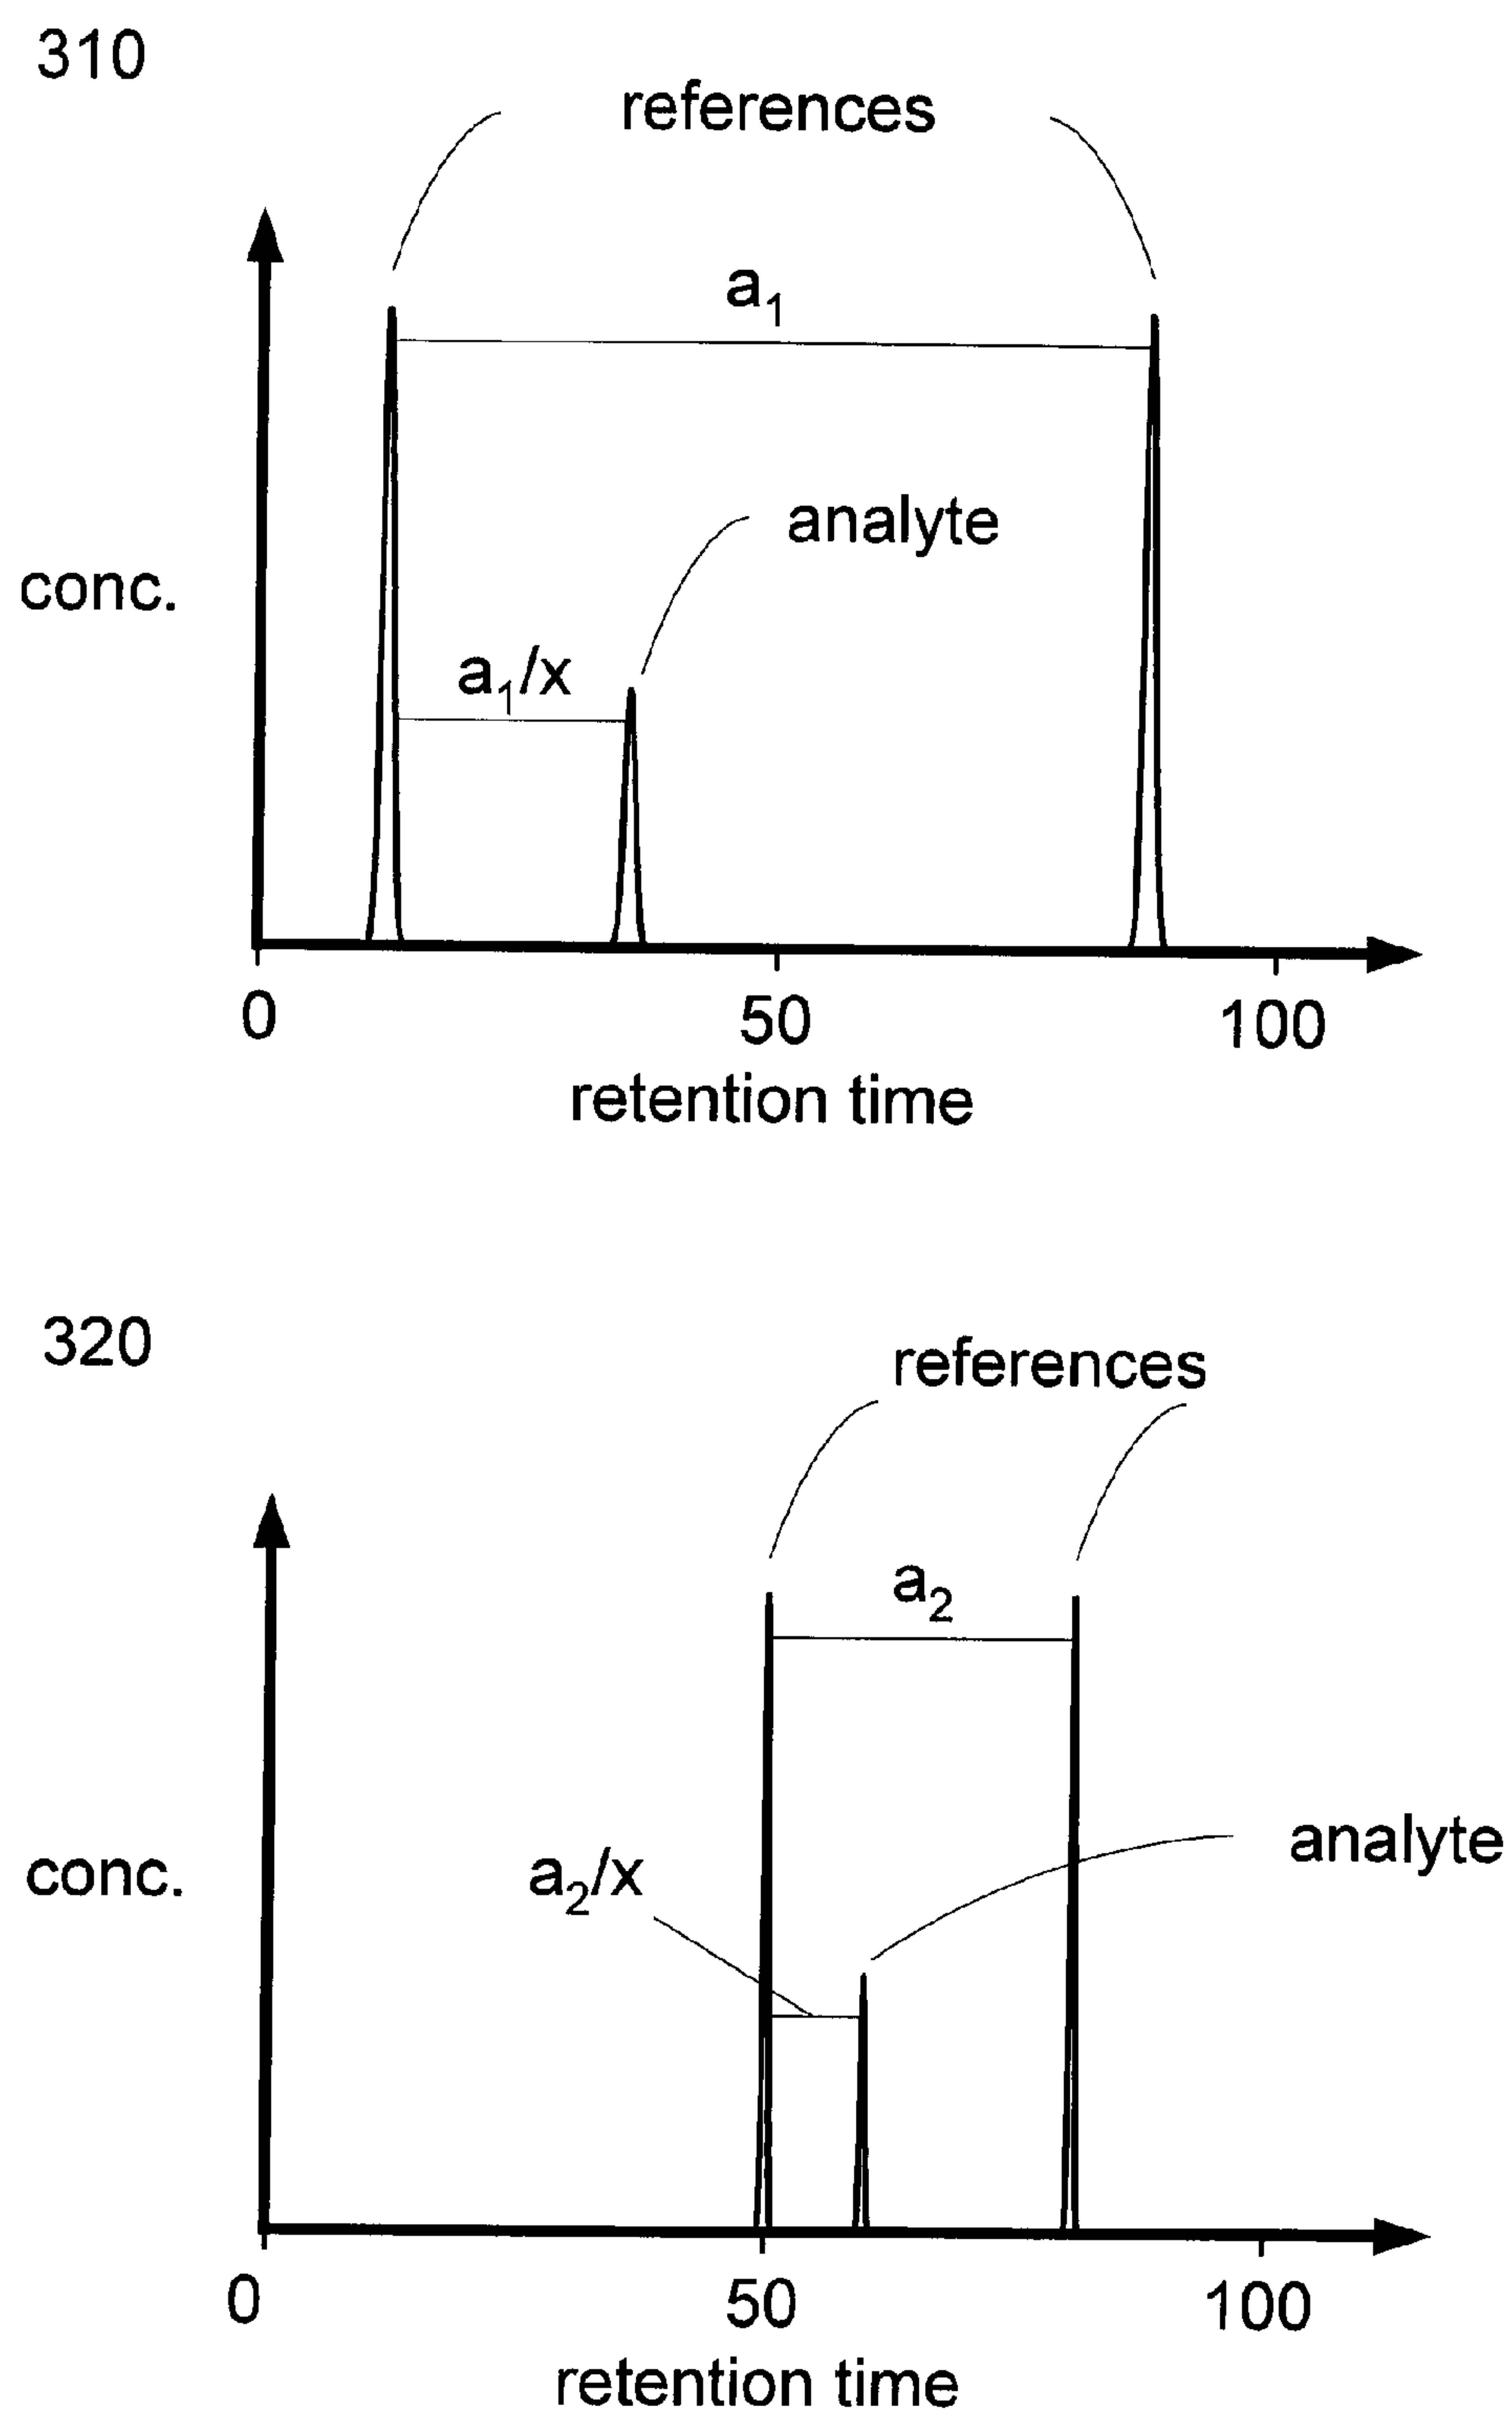 310
references
a₁
analyte
conc.
a₁/x
0 50 100
retention time
320
references
a₂
analyte
conc.
a₂/x
0 50 100
retention time